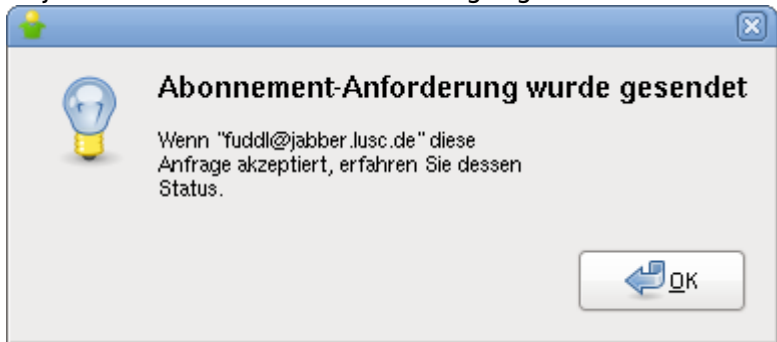 Abonnement-Anforderung wurde gesendet
Wenn "fuddl@jabber.lusc.de" diese
Anfrage akzeptiert, erfahren Sie dessen
Status.
OK